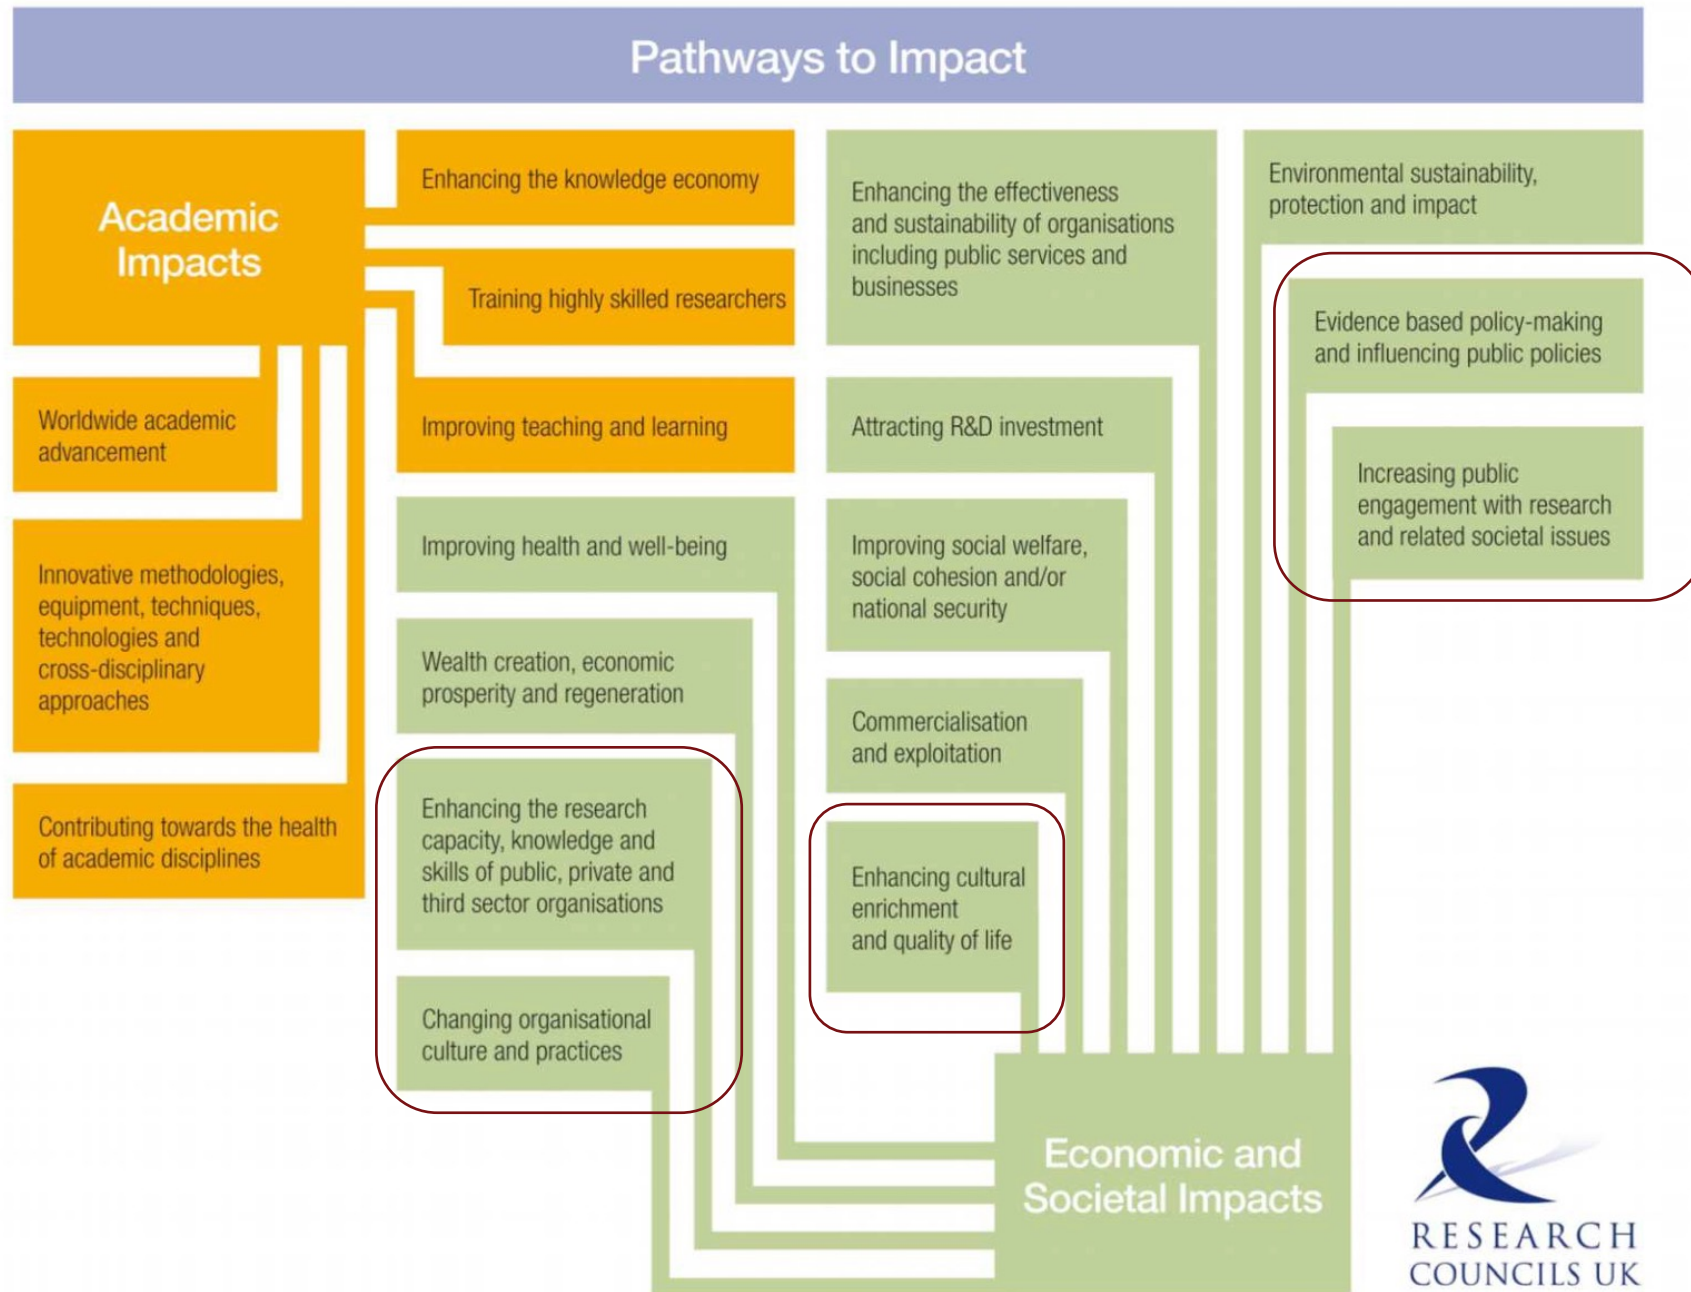 Pathways to Impact
Academic
Impacts
Enhancing the knowledge economy
Training highly skilled researchers
Improving teaching and learning
Worldwide academic
advancement
Innovative methodologies,
equipment, techniques,
technologies and
cross-disciplinary
approaches
Contributing towards the health
of academic disciplines
Improving health and well-being
Wealth creation, economic
prosperity and regeneration
Enhancing the research
capacity, knowledge and
skills of public, private and
third sector organisations
Changing organisational
culture and practices
Enhancing the effectiveness
and sustainability of organisations
including public services and
businesses
Attracting R&D investment
Improving social welfare,
social cohesion and/or
national security
Commercialisation
and exploitation
Enhancing cultural
enrichment
and quality of life
Environmental sustainability,
protection and impact
Evidence based policy-making
and influencing public policies
Increasing public
engagement with research
and related societal issues
Economic and
Societal Impacts
RESEARCH
COUNCILS UK